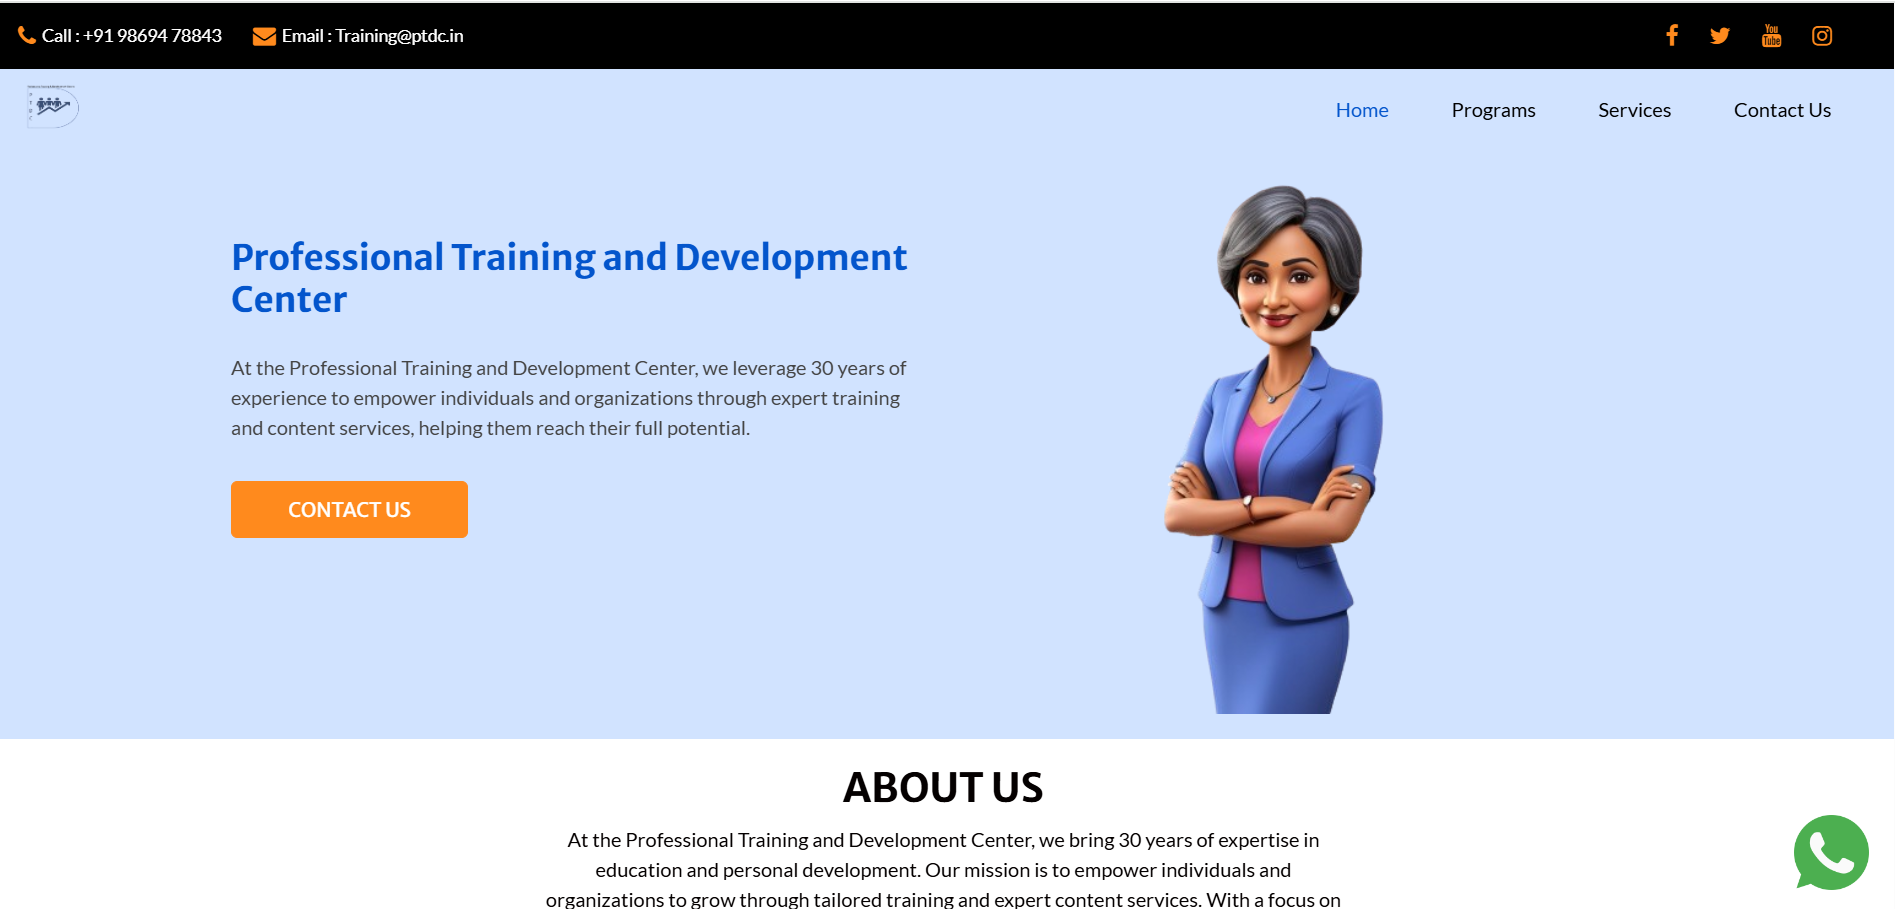 Call : +91 98694 78843
Email : Training@ptdc.in
You
Tube
Home
Programs
Services
Contact Us
Professional Training and Development
Center
At the Professional Training and Development Center, we leverage 30 years of
experience to empower individuals and organizations through expert training
and content services, helping them reach their full potential.
CONTACT US
ABOUT US
At the Professional Training and Development Center, we bring 30 years of expertise in
education and personal development. Our mission is to empower individuals and
organizations to grow through tailored training and expert content services. With a focus on